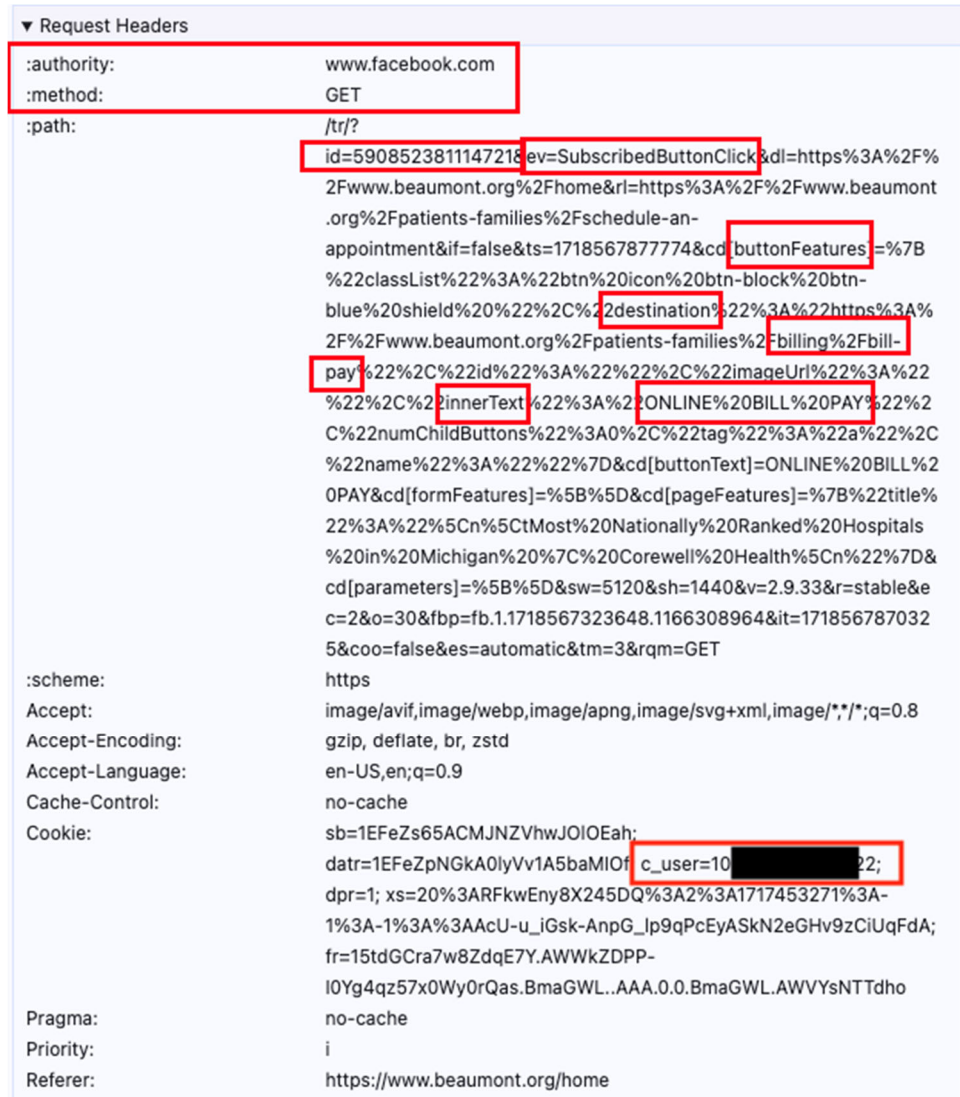 ▼ Request Headers
:authority: www.facebook.com
:method: GET
:path: /tr/?
id=590852381114721&ev=SubscribedButtonClick&dl=https%3A%2F%
2Fwww.beaumont.org%2Fhome&rl=https%3A%2F%2Fwww.beaumont
.org%2Fpatients-families%2Fschedule-an-
appointment&if=false&ts=1718567877774&cd[buttonFeatures]=%7B
%22classList%22%3A%22btn%20icon%20btn-block%20btn-
blue%20shield%20%22%2C%22destination%22%3A%22https%3A%
2F%2Fwww.beaumont.org%2Fpatients-families%2Fbilling%2Fbill-
pay%22%2C%22id%22%3A%22%22%2C%22imageUrl%22%3A%22
%22%2C%22innerText%22%3A%22ONLINE%20BILL%20PAY%22%2
C%22numChildButtons%22%3A0%2C%22tag%22%3A%22a%22%2C
%22name%22%3A%22%22%7D&cd[buttonText]=ONLINE%20BILL%2
0PAY&cd[formFeatures]=%5B%5D&cd[pageFeatures]=%7B%22title%
22%3A%22%5Cn%5CtMost%20Nationally%20Ranked%20Hospitals
%20in%20Michigan%20%7C%20Corewell%20Health%5Cn%22%7D&
cd[parameters]=%5B%5D&sw=5120&sh=1440&v=2.9.33&r=stable&e
c=2&o=30&fbp=fb.1.1718567323648.1166308964&it=171856787032
5&coo=false&es=automatic&tm=3&rqm=GET
:scheme: https
Accept: image/avif,image/webp,image/apng,image/svg+xml,image/*,*/*;q=0.8
Accept-Encoding: gzip, deflate, br, zstd
Accept-Language: en-US,en;q=0.9
Cache-Control: no-cache
Cookie: sb=1EFeZs65ACMJNZVhwJOlOEah;
datr=1EFeZpNGkA0lyVv1A5baMIOf c_user=10 22;
dpr=1; xs=20%3ARFkwEny8X245DQ%3A2%3A1717453271%3A-
1%3A-1%3A%3AAcU-u_iGsk-AnpG_lp9qPcEyASkN2eGHv9zCiUqFdA;
fr=15tdGCra7w8ZdqE7Y.AWWkZDPP-
l0Yg4qz57x0Wy0rQas.BmaGWL..AAA.0.0.BmaGWL.AWVYsNTTdho
Pragma: no-cache
Priority: i
Referer: https://www.beaumont.org/home